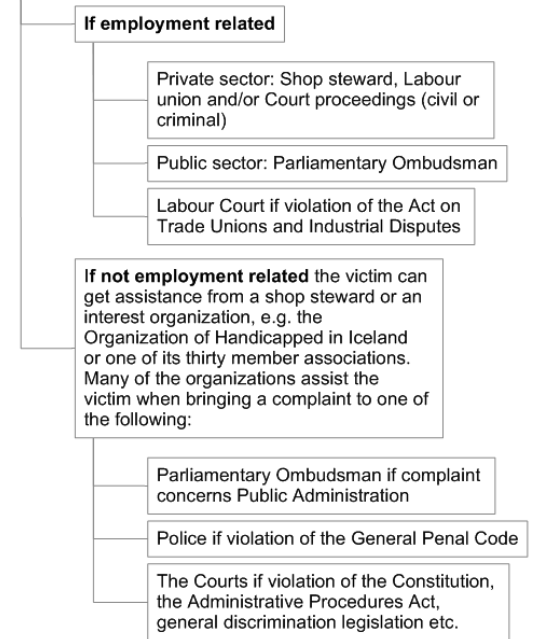 If employment related
Private sector: Shop steward, Labour
union and/or Court proceedings (civil or
criminal)
Public sector: Parliamentary Ombudsman
Labour Court if violation of the Act on
Trade Unions and Industrial Disputes
If not employment related the victim can
get assistance from a shop steward or an
interest organization, e.g. the
Organization of Handicapped in Iceland
or one of its thirty member associations.
Many of the organizations assist the
victim when bringing a complaint to one of
the following:
Parliamentary Ombudsman if complaint
concerns Public Administration
Police if violation of the General Penal Code
The Courts if violation of the Constitution,
the Administrative Procedures Act,
general discrimination legislation etc.